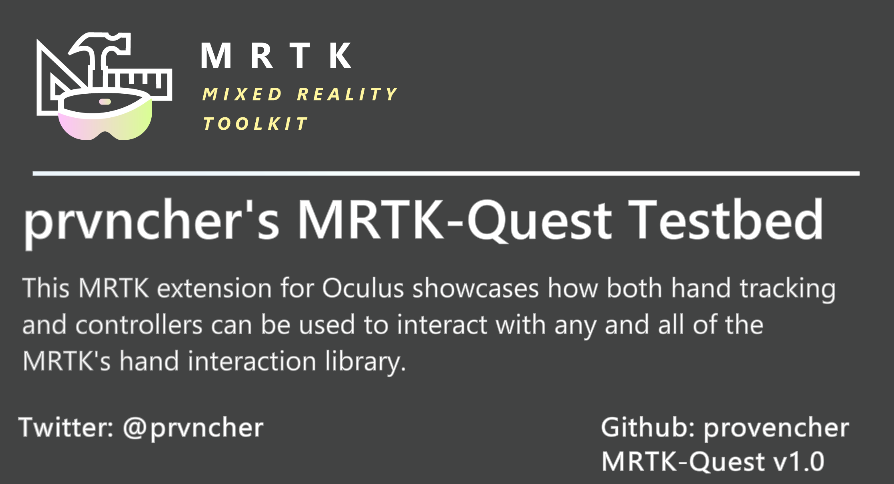 MRTK
MIXED REALITY
TOOLKIT
prvncher's MRTK-Quest Testbed
This MRTK extension for Oculus showcases how both hand tracking
and controllers can be used to interact with any and all of the
MRTK's hand interaction library.
Twitter: @prvncher
Github: provencher
MRTK-Quest v1.0